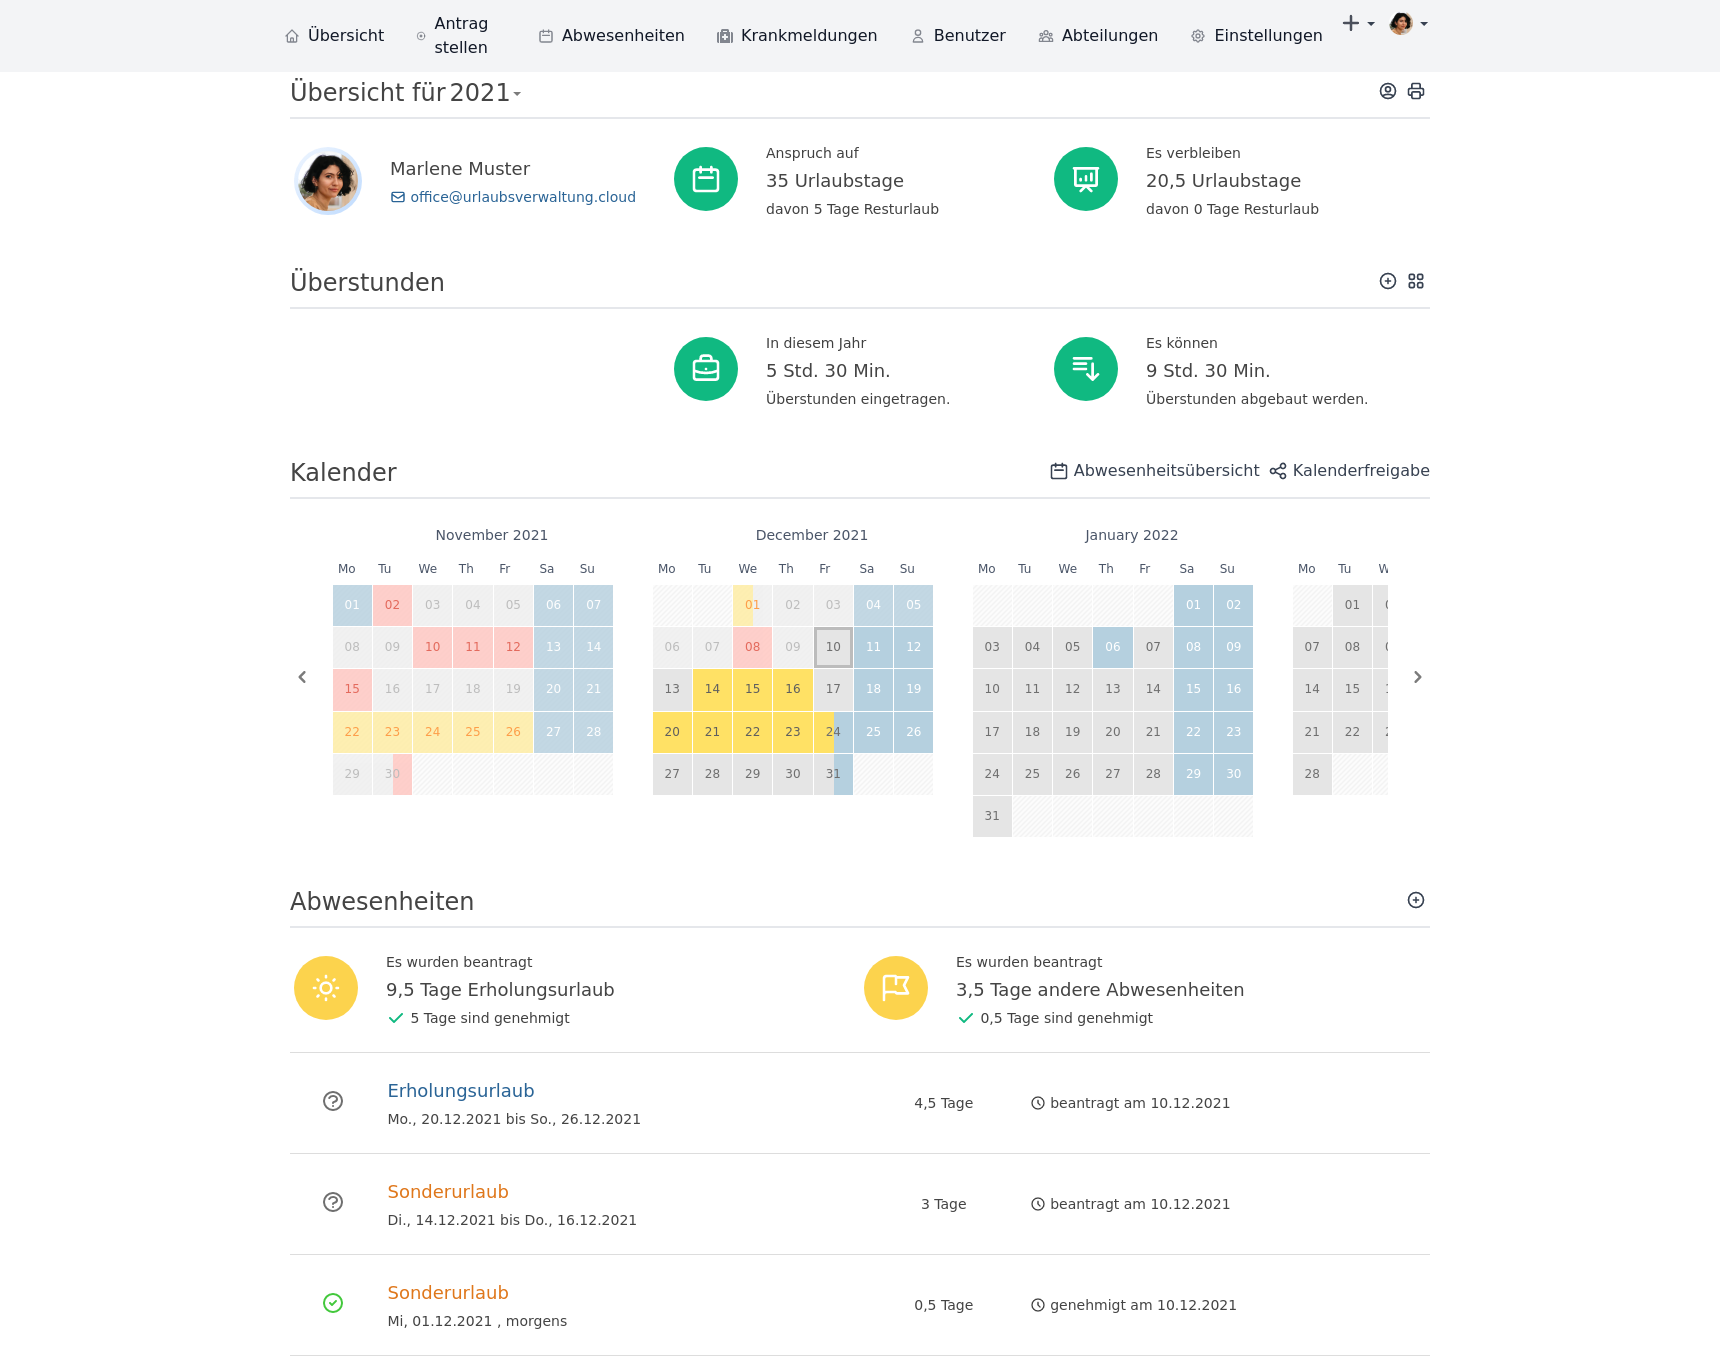 Übersicht
Antrag stellen
Abwesenheiten
Krankmeldungen
Benutzer
Abteilungen
Einstellungen
Übersicht für 2021
Marlene Muster
office@urlaubsverwaltung.cloud
Anspruch auf
35 Urlaubstage
davon 5 Tage Resturlaub
Es verbleiben
20,5 Urlaubstage
davon 0 Tage Resturlaub
Überstunden
In diesem Jahr
5 Std. 30 Min.
Überstunden eingetragen.
Es können
9 Std. 30 Min.
Überstunden abgebaut werden.
Kalender
Abwesenheitsübersicht
Kalenderfreigabe
November 2021
Mo Tu We Th Fr Sa Su
01 02 03 04 05 06 07
08 09 10 11 12 13 14
15 16 17 18 19 20 21
22 23 24 25 26 27 28
29 30
December 2021
Mo Tu We Th Fr Sa Su
01 02 03 04 05
06 07 08 09 10 11 12
13 14 15 16 17 18 19
20 21 22 23 24 25 26
27 28 29 30 31
January 2022
Mo Tu We Th Fr Sa Su
01 02
03 04 05 06 07 08 09
10 11 12 13 14 15 16
17 18 19 20 21 22 23
24 25 26 27 28 29 30
31
Mo Tu
01
07 08
14 15
21 22
28
Abwesenheiten
Es wurden beantragt
9,5 Tage Erholungsurlaub
5 Tage sind genehmigt
Es wurden beantragt
3,5 Tage andere Abwesenheiten
0,5 Tage sind genehmigt
Erholungsurlaub
Mo., 20.12.2021 bis So., 26.12.2021
4,5 Tage
beantragt am 10.12.2021
Sonderurlaub
Di., 14.12.2021 bis Do., 16.12.2021
3 Tage
beantragt am 10.12.2021
Sonderurlaub
Mi, 01.12.2021 , morgens
0,5 Tage
genehmigt am 10.12.2021